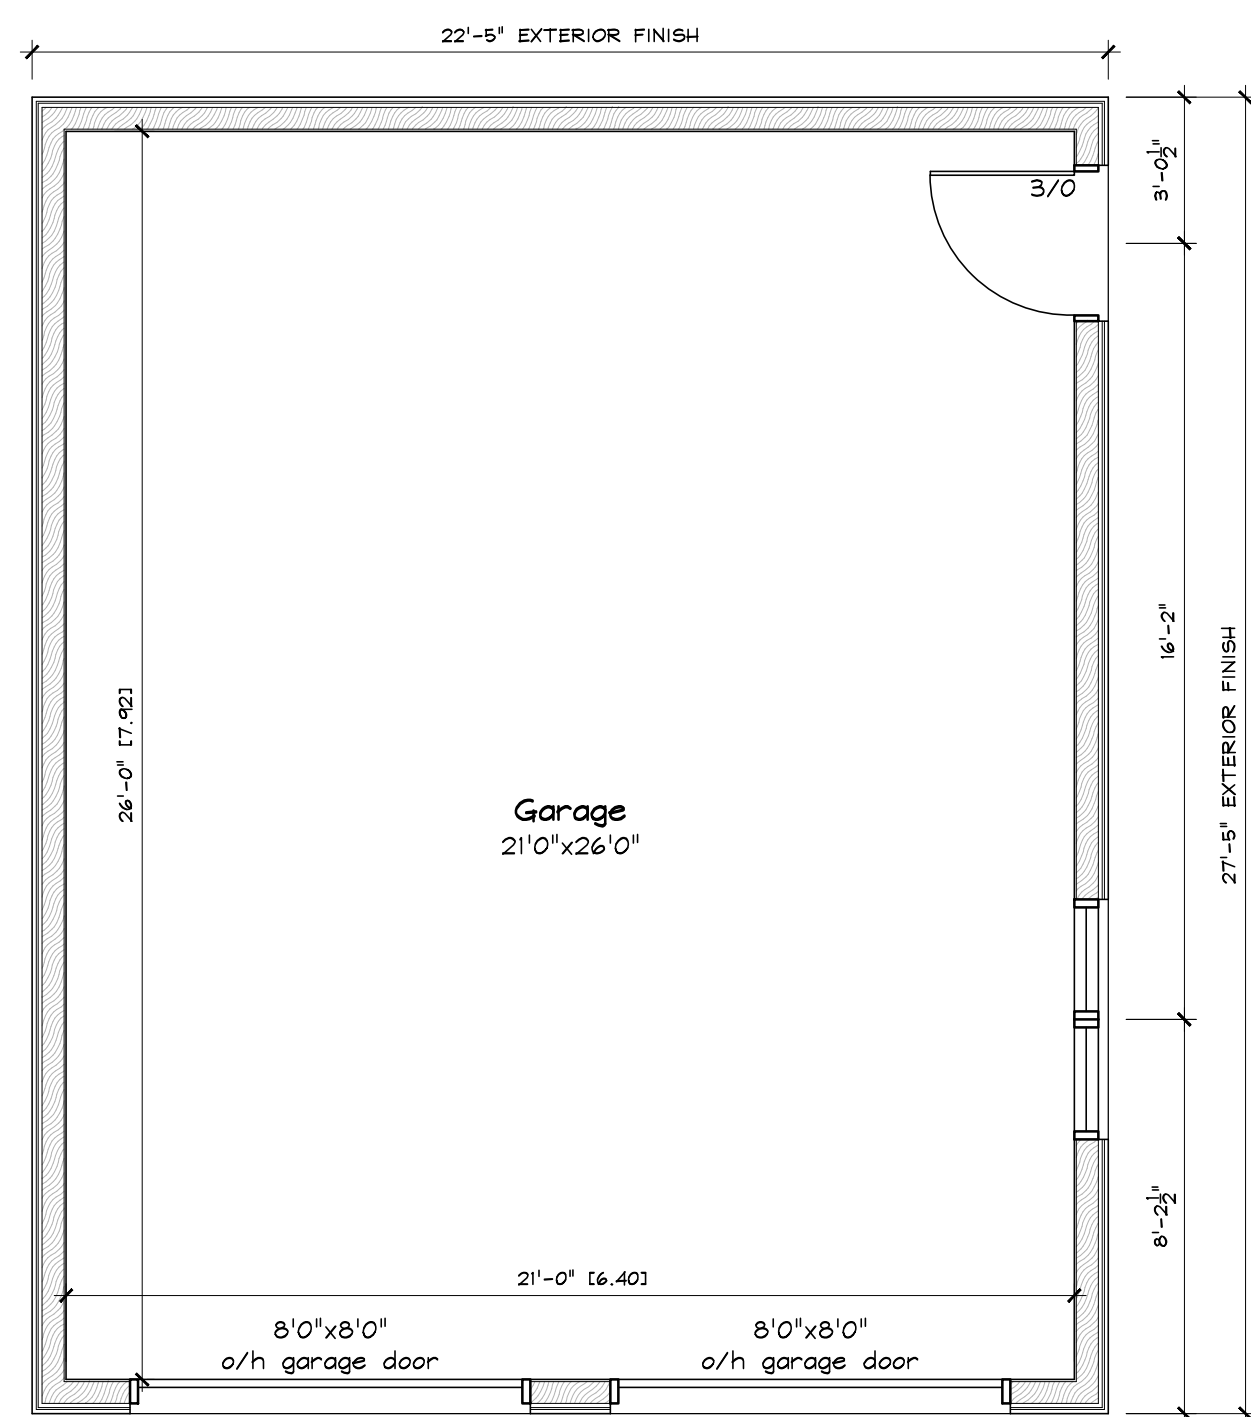 22'-5" EXTERIOR FINISH
3'-0½"
3/0
16'-2"
27'-5" EXTERIOR FINISH
26'-0" [7.92]
Garage
21'0"x26'0"
8'-2½"
21'-0" [6.40]
8'0"x8'0"
o/h garage door
8'0"x8'0"
o/h garage door